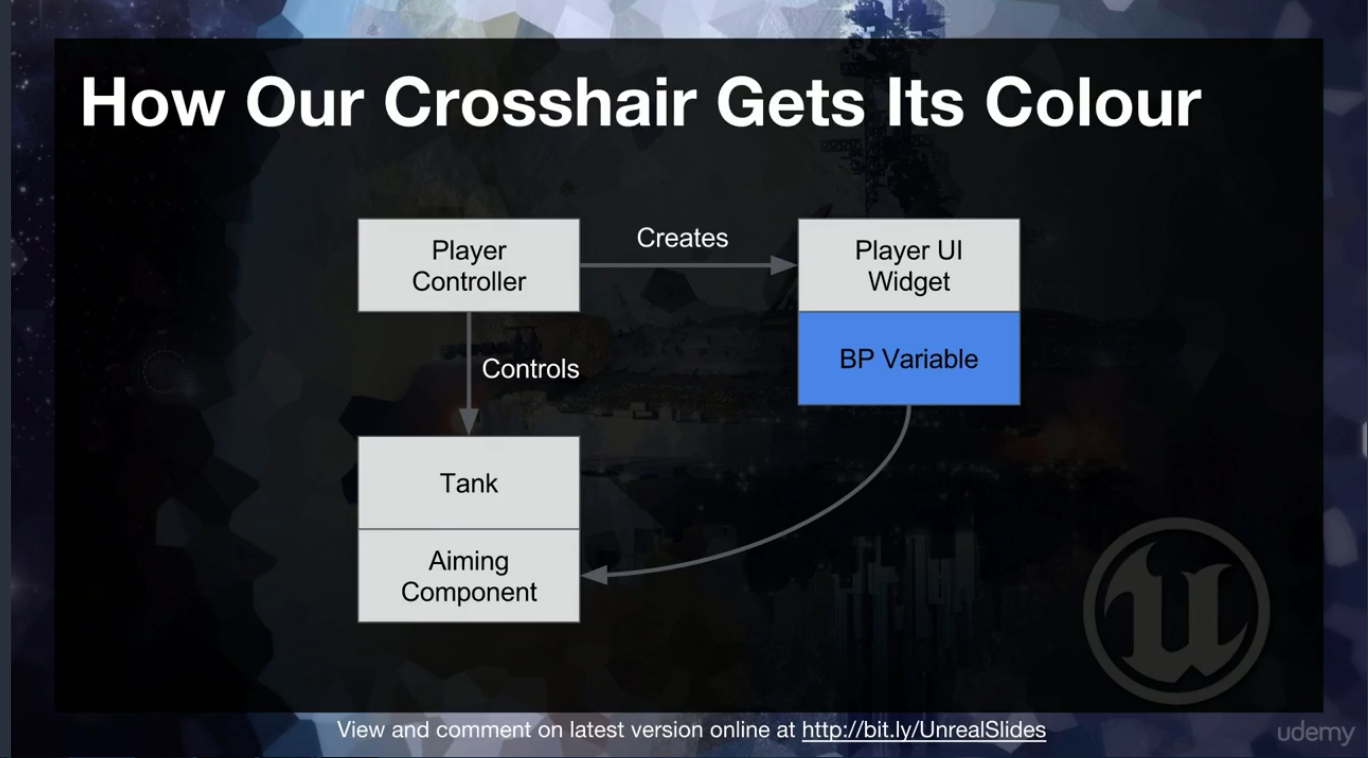 How Our Crosshair Gets Its Colour
Player
Controller
Creates
Player UI
Widget
BP Variable
Controls
Tank
Aiming
Component
View and comment on latest version online at http://bit.ly/UnrealSlides
udemy